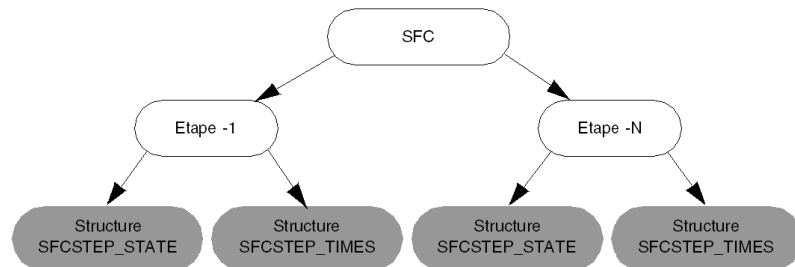 SFC
Etape -1
Etape -N
Structure
SFCSTEP_STATE
Structure
SFCSTEP_TIMES
Structure
SFCSTEP_STATE
Structure
SFCSTEP_TIMES